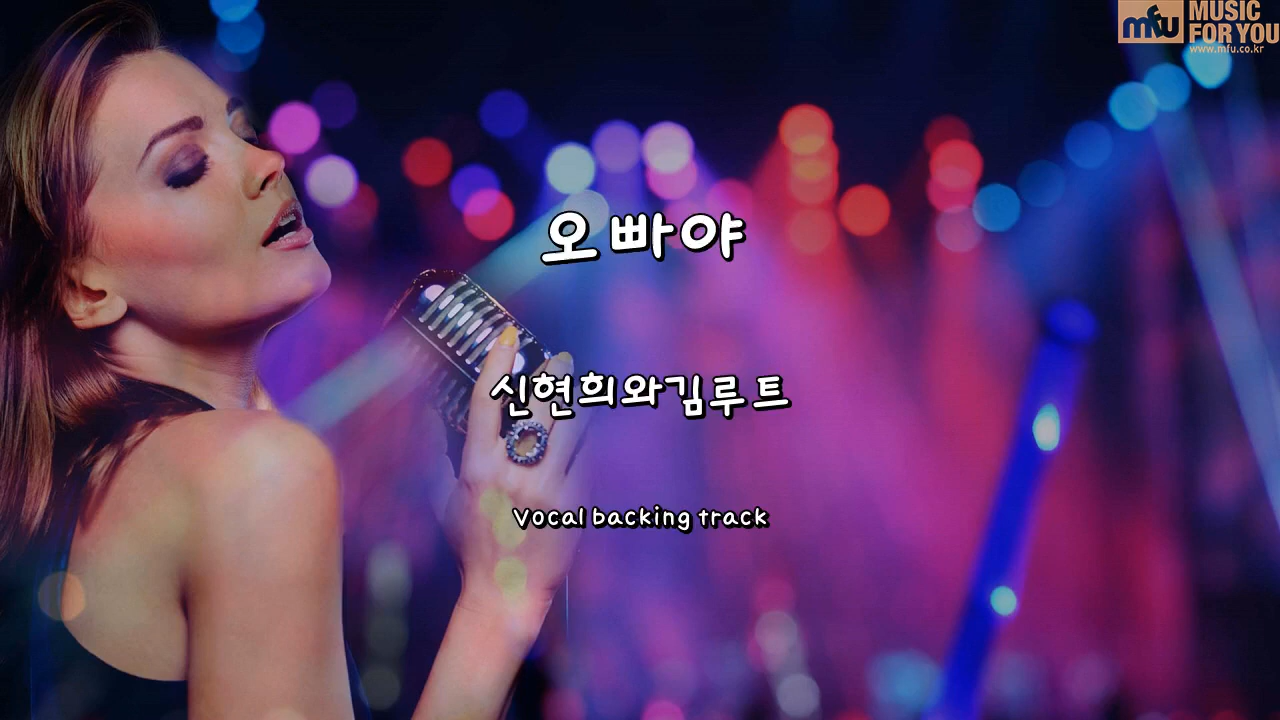 mfu MUSIC
FOR YOU
www.mfu.co.kr
오빠야
신현희와김루트
Vocal backing track